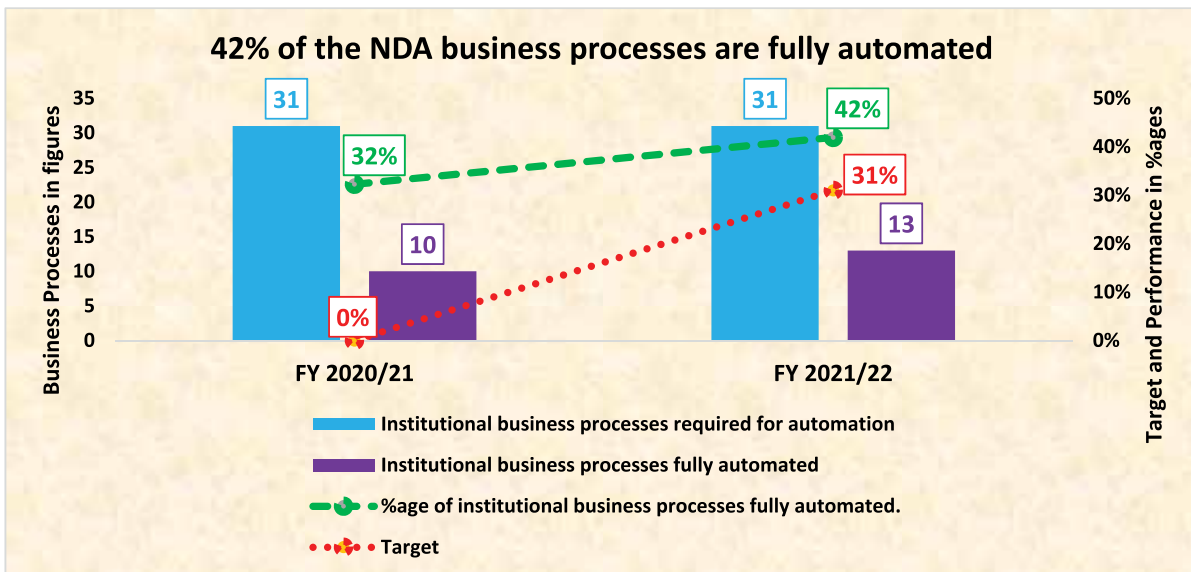 42% of the NDA business processes are fully automated
Business Processes in figures
35
30
25
20
15
10
5
0
31
32%
10
0%
31
42%
31%
13
50%
40%
30%
20%
10%
0%
Target and Performance in %ages
FY 2020/21
FY 2021/22
Institutional business processes required for automation
Institutional business processes fully automated
%age of institutional business processes fully automated.
Target